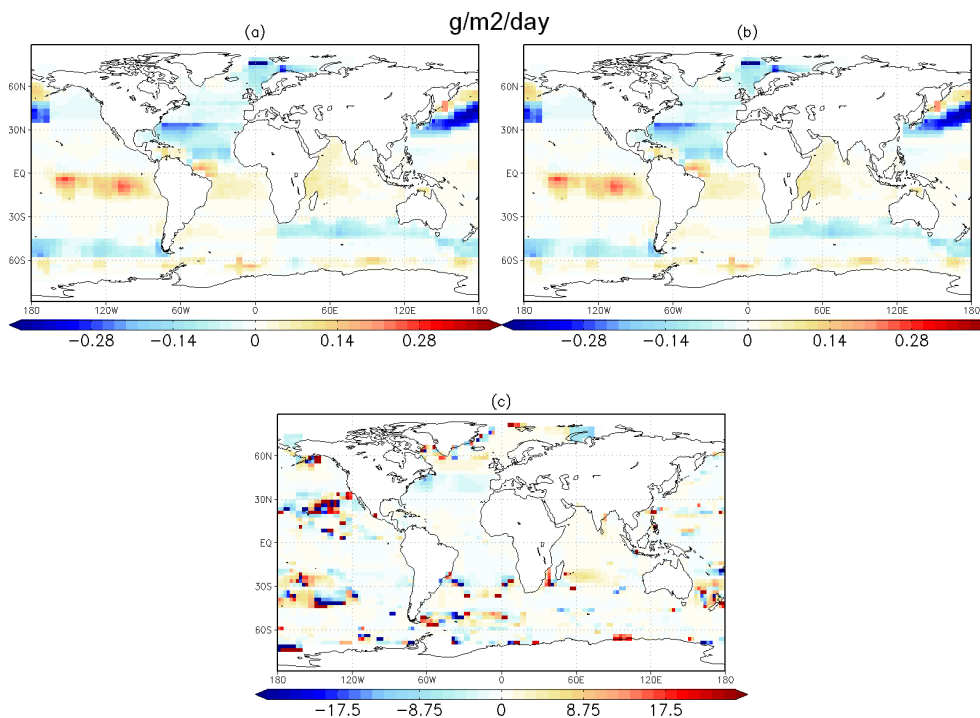 g/m2/day
(a) (b)
60N 60N
30N 30N
EQ EQ
30S 30S
60S 60S
180 120W 60W 0 60E 120E 180 180 120W 60W 0 60E 120E 180
−0.28 −0.14 0 0.14 0.28 −0.28 −0.14 0 0.14 0.28
(c)
60N
30N
EQ
30S
60S
180 120W 60W 0 60E 120E 180
−17.5 −8.75 0 8.75 17.5